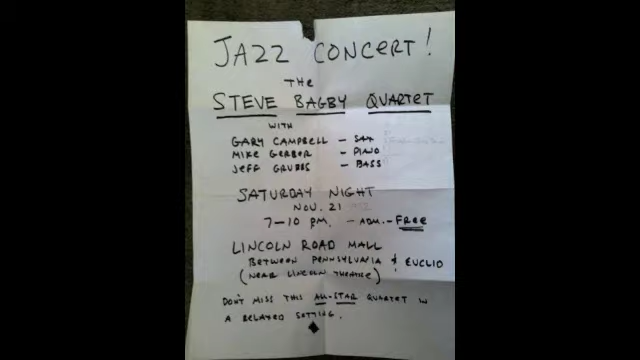 JAZZ CONCERT!
THE
STEVE BAGBY QUARTET
WITH
GARY CAMPBELL – SAX
MIKE GERBER – PIANO
JEFF GRUBBS – BASS
SATURDAY NIGHT
NOV. 21
7–10 PM. – ADM. – FREE
LINCOLN ROAD MALL
BETWEEN PENNSYLVANIA & EUCLID
(NEAR LINCOLN THEATRE)
DON'T MISS THIS ALL-STAR QUARTET IN
A RELAXED SETTING.